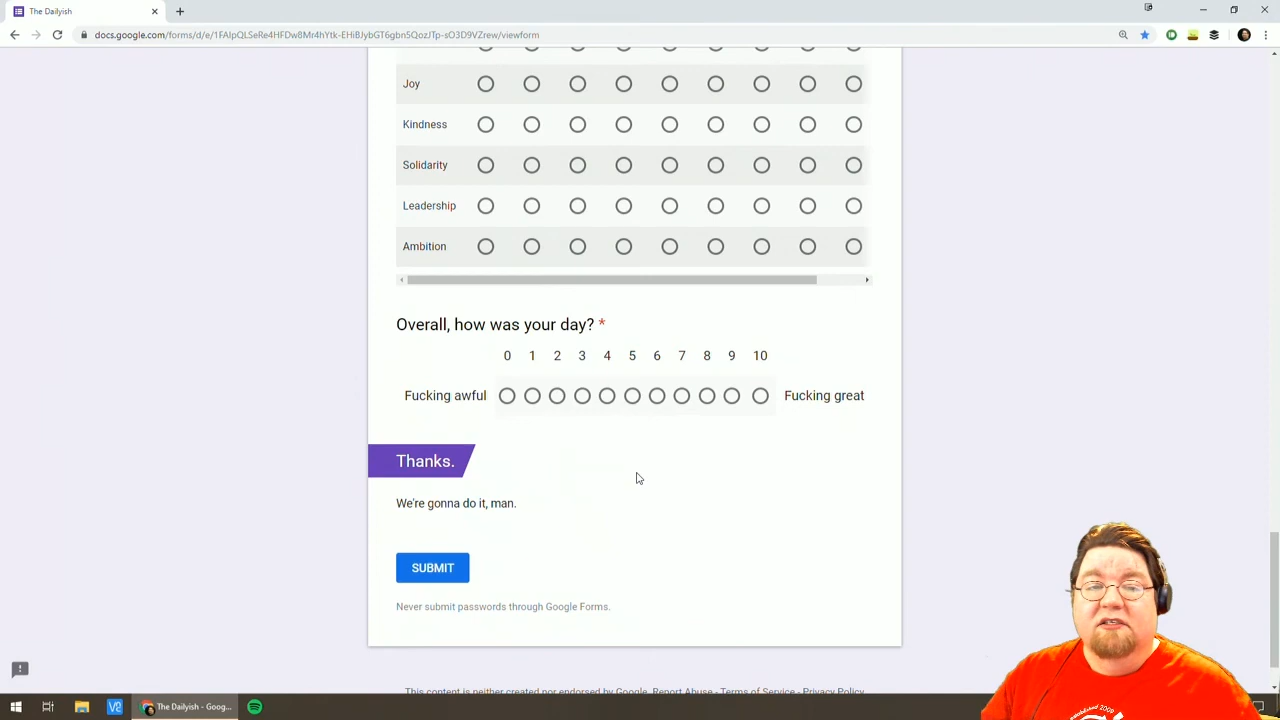 The Dailyish
docs.google.com/forms/d/e/1FAIpQLSeRe4HFDw8Mr4hYtk-EHiBJybGT6gbn5QozJTp-sO3D9VZrew/viewform
Joy
Kindness
Solidarity
Leadership
Ambition
Overall, how was your day? *
0 1 2 3 4 5 6 7 8 9 10
Fucking awful Fucking great
Thanks.
We're gonna do it, man.
SUBMIT
Never submit passwords through Google Forms.
This content is neither created nor endorsed by Google. Report Abuse - Terms of Service - Privacy Policy
The Dailyish - Goog...